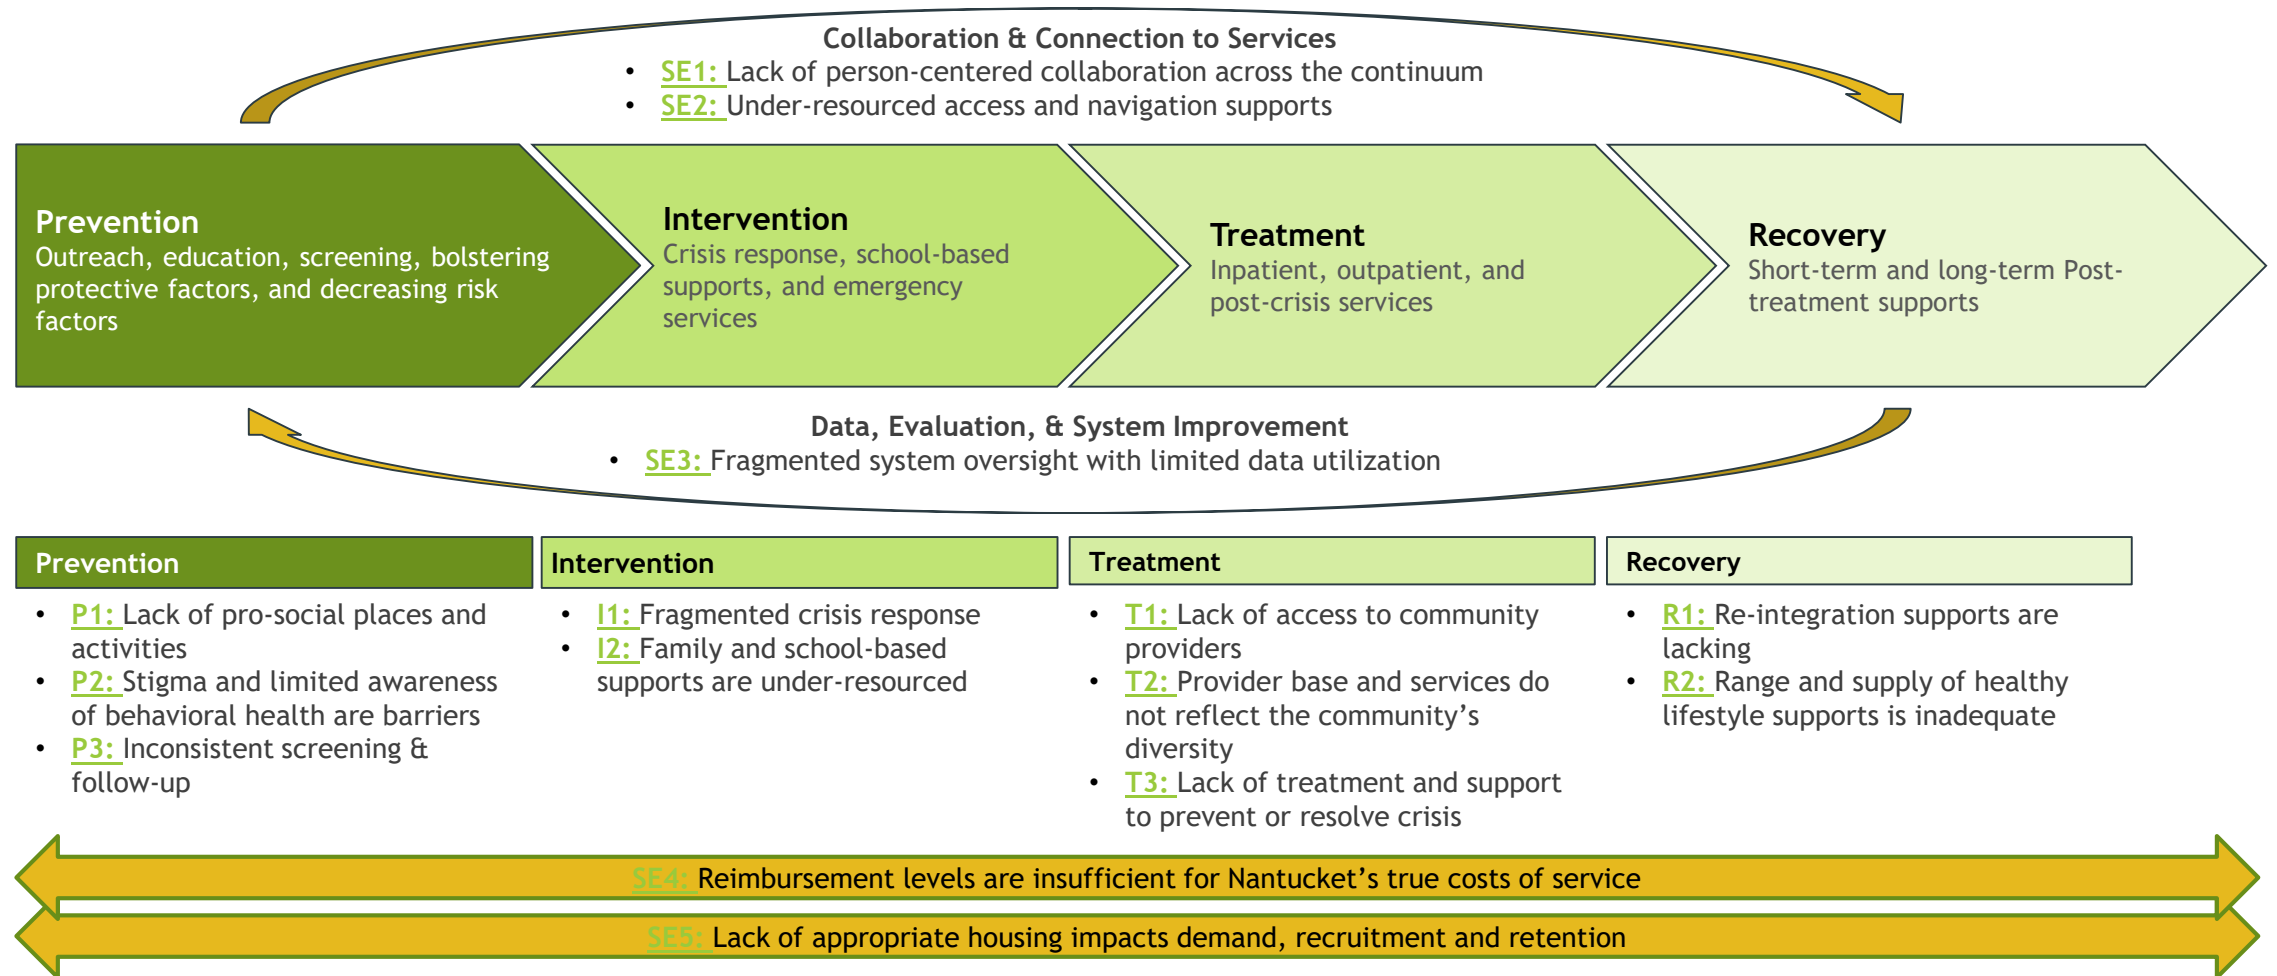 Collaboration & Connection to Services
• SE1: Lack of person-centered collaboration across the continuum
• SE2: Under-resourced access and navigation supports
Prevention
Outreach, education, screening, bolstering
protective factors, and decreasing risk
factors
Intervention
Crisis response, school-based
supports, and emergency
services
Treatment
Inpatient, outpatient, and
post-crisis services
Recovery
Short-term and long-term Post-
treatment supports
Data, Evaluation, & System Improvement
• SE3: Fragmented system oversight with limited data utilization
Prevention
• P1: Lack of pro-social places and
activities
• P2: Stigma and limited awareness
of behavioral health are barriers
• P3: Inconsistent screening &
follow-up
Intervention
• I1: Fragmented crisis response
• I2: Family and school-based
supports are under-resourced
Treatment
• T1: Lack of access to community
providers
• T2: Provider base and services do
not reflect the community’s
diversity
• T3: Lack of treatment and support
to prevent or resolve crisis
Recovery
• R1: Re-integration supports are
lacking
• R2: Range and supply of healthy
lifestyle supports is inadequate
SE4: Reimbursement levels are insufficient for Nantucket’s true costs of service
SE5: Lack of appropriate housing impacts demand, recruitment and retention